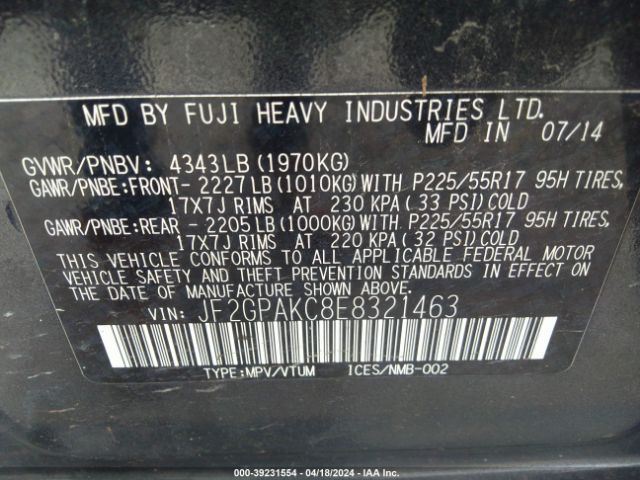 MFD BY FUJI HEAVY INDUSTRIES LTD.
MFD IN 07/14
GVWR/PNBV: 4343LB (1970KG)
GAWR/PNBE:FRONT- 2227 LB (1010KG) WITH P225/55R17 95H TIRES,
17X7J RIMS AT 230 KPA ( 33 PSI) COLD
GAWR/PNBE:REAR - 2205 LB (1000KG) WITH P225/55R17 95H TIRES,
17X7J RIMS AT 220 KPA ( 32 PSI) COLD
THIS VEHICLE CONFORMS TO ALL APPLICABLE FEDERAL MOTOR
VEHICLE SAFETY AND THEFT PREVENTION STANDARDS IN EFFECT ON
THE DATE OF MANUFACTURE SHOWN ABOVE.
VIN: JF2GPAKC8E8321463
TYPE:MPV/VTUM ICES/NMB-002
000-39231554 - 04/18/2024 - IAA Inc.